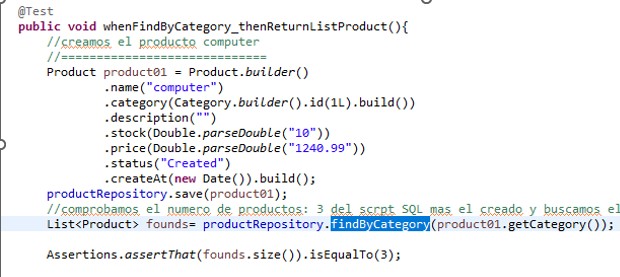 @Test
public void whenFindByCategory_thenReturnListProduct(){
//creamos el producto computer
//=============================
Product product01 = Product.builder()
.name("computer")
.category(Category.builder().id(1L).build())
.description("")
.stock(Double.parseDouble("10"))
.price(Double.parseDouble("1240.99"))
.status("Created")
.createAt(new Date()).build();
productRepository.save(product01);
//comprobamos el numero de productos: 3 del scrpt SQL mas el creado y buscamos el
List<Product> founds= productRepository.findByCategory(product01.getCategory());
Assertions.assertThat(founds.size()).isEqualTo(3);